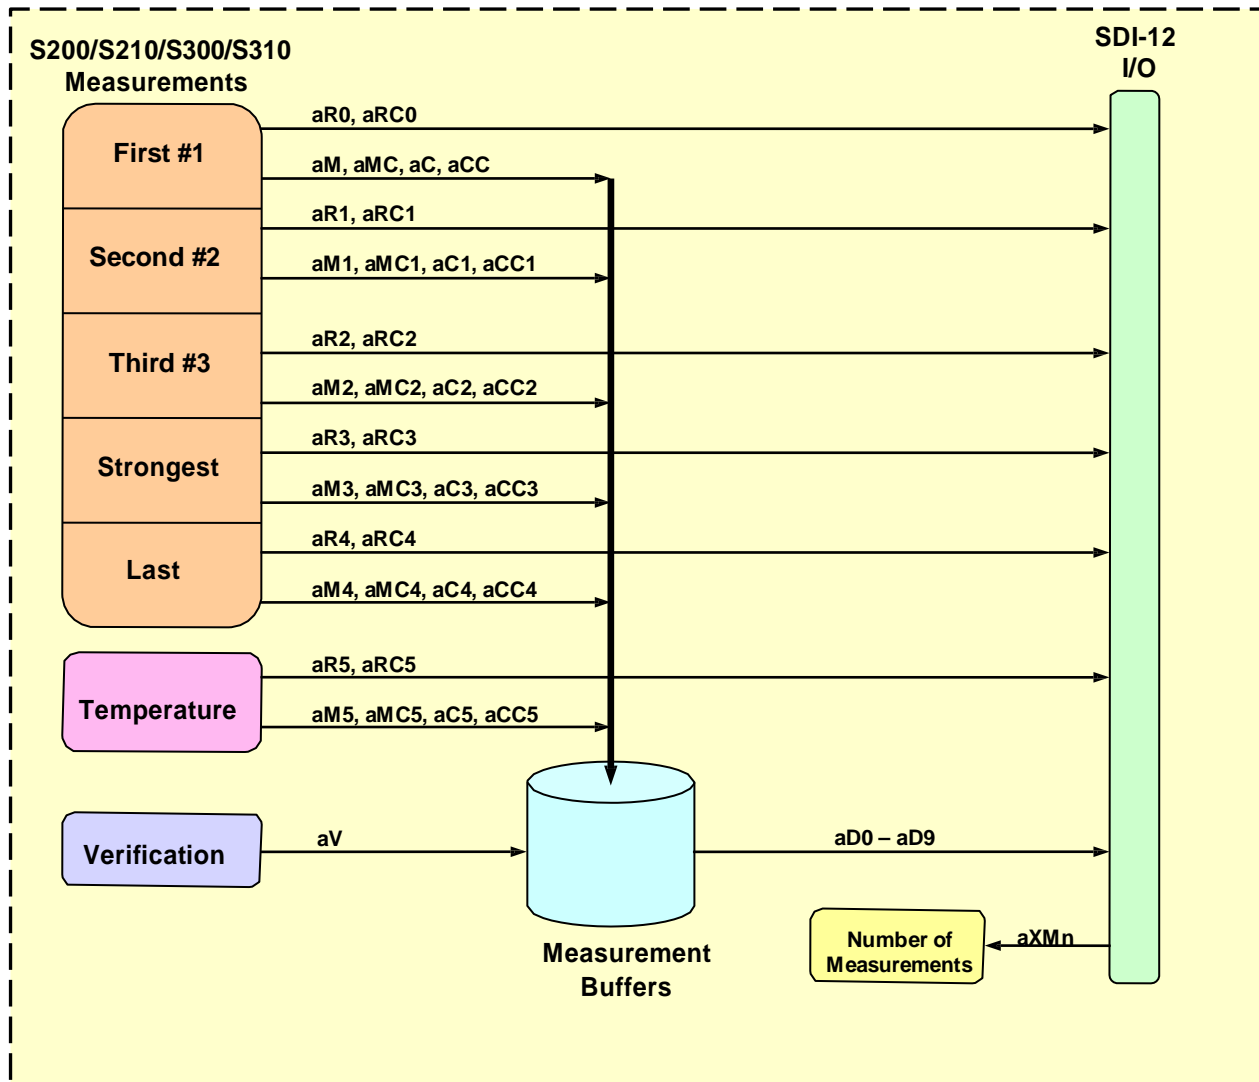 S200/S210/S300/S310
Measurements
SDI-12
I/O
First #1
aR0, aRC0
aM, aMC, aC, aCC
Second #2
aR1, aRC1
aM1, aMC1, aC1, aCC1
Third #3
aR2, aRC2
aM2, aMC2, aC2, aCC2
Strongest
aR3, aRC3
aM3, aMC3, aC3, aCC3
Last
aR4, aRC4
aM4, aMC4, aC4, aCC4
Temperature
aR5, aRC5
aM5, aMC5, aC5, aCC5
Verification
aV
aD0 – aD9
Measurement
Buffers
Number of
Measurements
aXMn